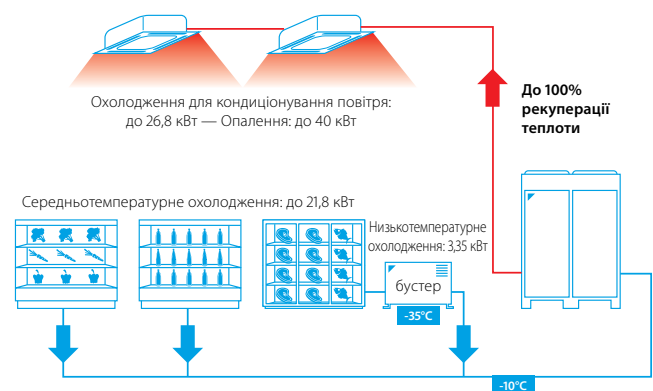 До 100%
рекуперації
теплоти
Охолодження для кондиціонування повітря:
до 26,8 кВт — Опалення: до 40 кВт
Середньотемпературне охолодження: до 21,8 кВт
Низькотемпературне
охолодження: 3,35 кВт
бустер
-35°C
-10°C